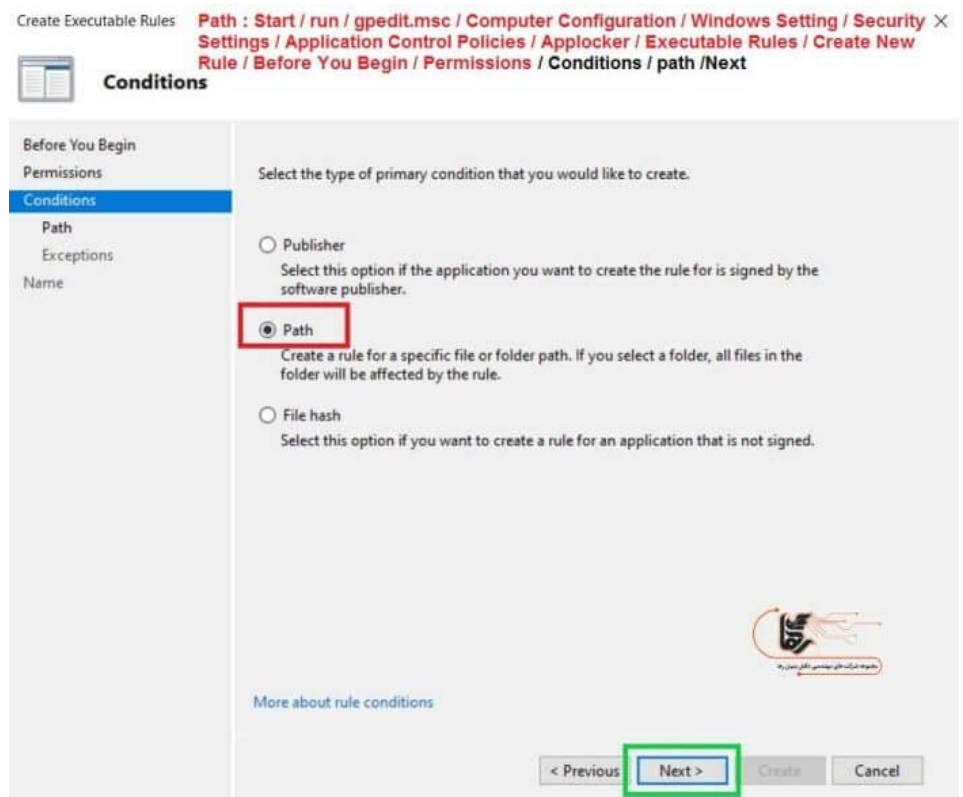 Create Executable Rules
Path : Start / run / gpedit.msc / Computer Configuration / Windows Setting / Security
Settings / Application Control Policies / Applocker / Executable Rules / Create New
Rule / Before You Begin / Permissions / Conditions / path /Next
Conditions
Before You Begin
Permissions
Conditions
Path
Exceptions
Name
Select the type of primary condition that you would like to create.
Publisher
Select this option if the application you want to create the rule for is signed by the
software publisher.
Path
Create a rule for a specific file or folder path. If you select a folder, all files in the
folder will be affected by the rule.
File hash
Select this option if you want to create a rule for an application that is not signed.
More about rule conditions
< Previous
Next >
Create
Cancel